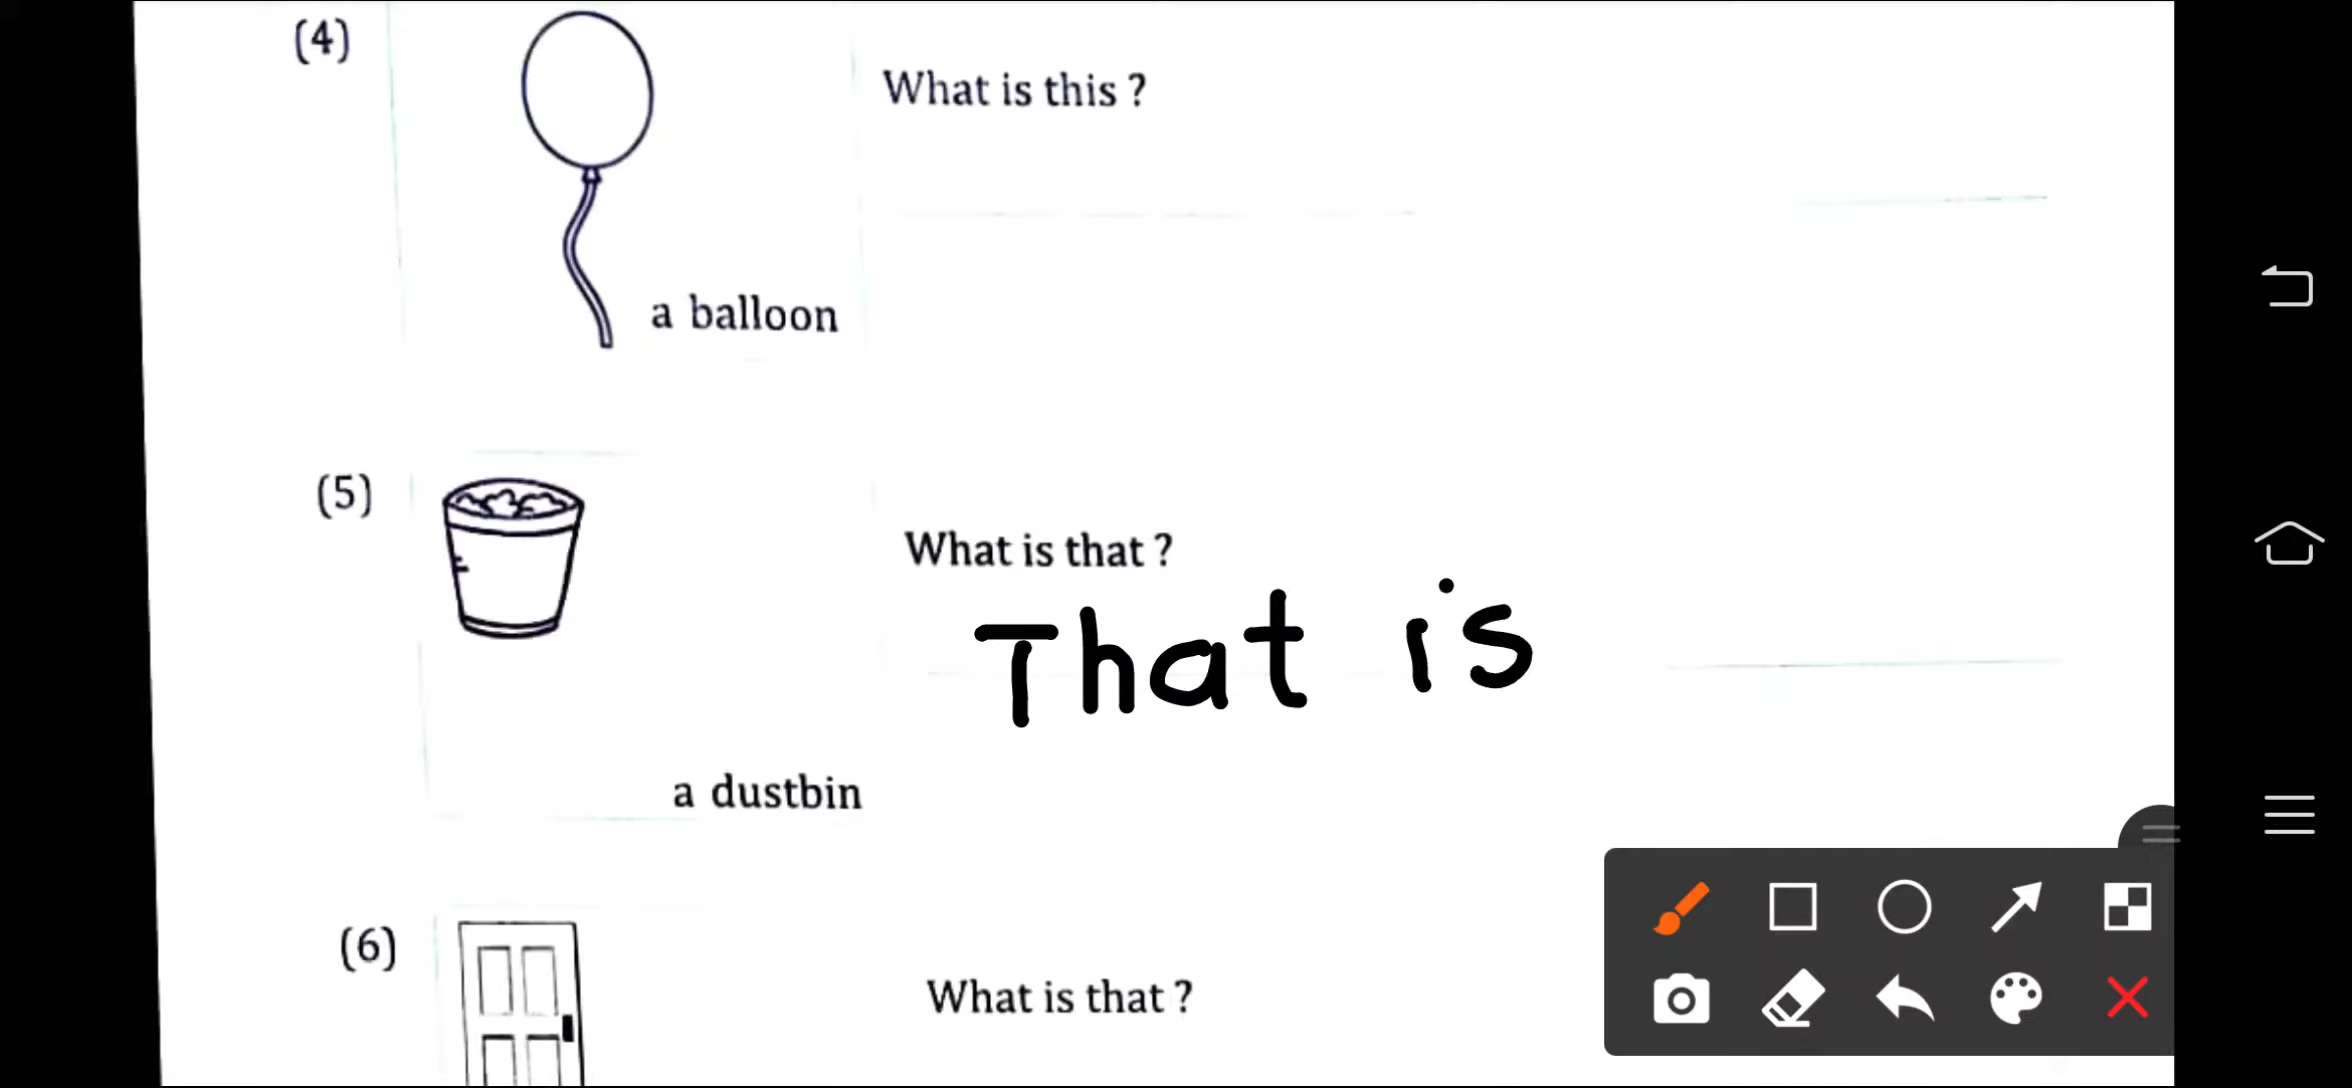 (4)
What is this ?
a balloon
(5)
What is that ?
That is
a dustbin
(6)
What is that ?